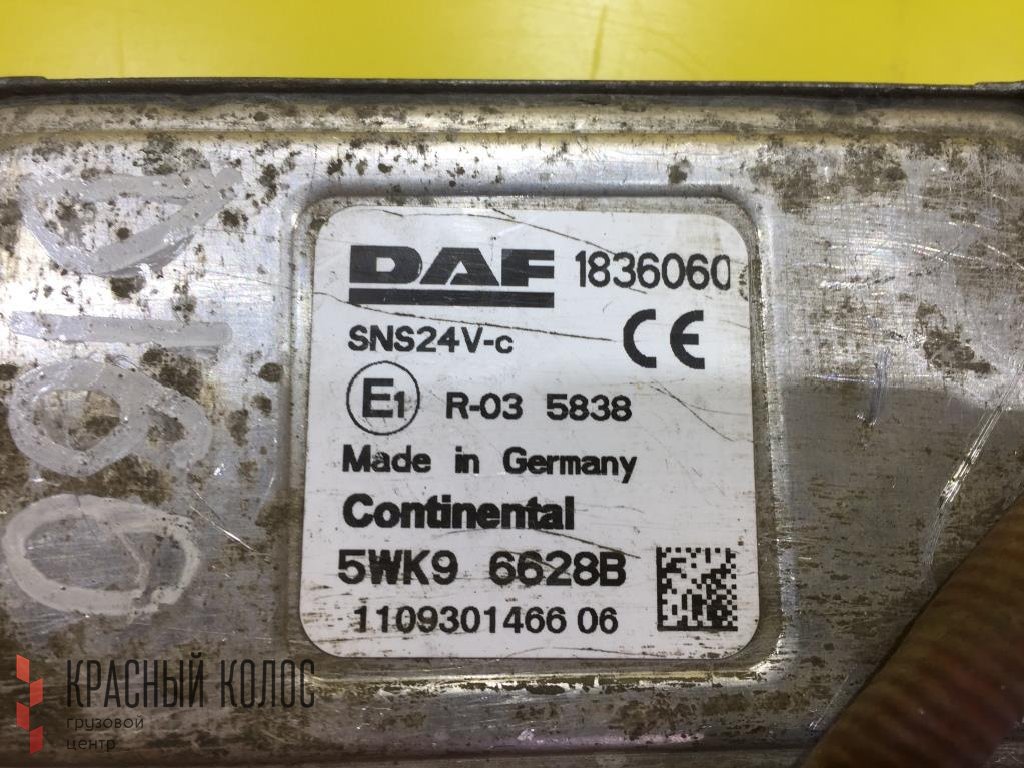 DAF 1836060
SNS24V-c CE
E1 R-03 5838
Made in Germany
Continental
5WK9 6628B
1109301466 06
КРАСНЫЙ КОЛОС
грузовой
центр